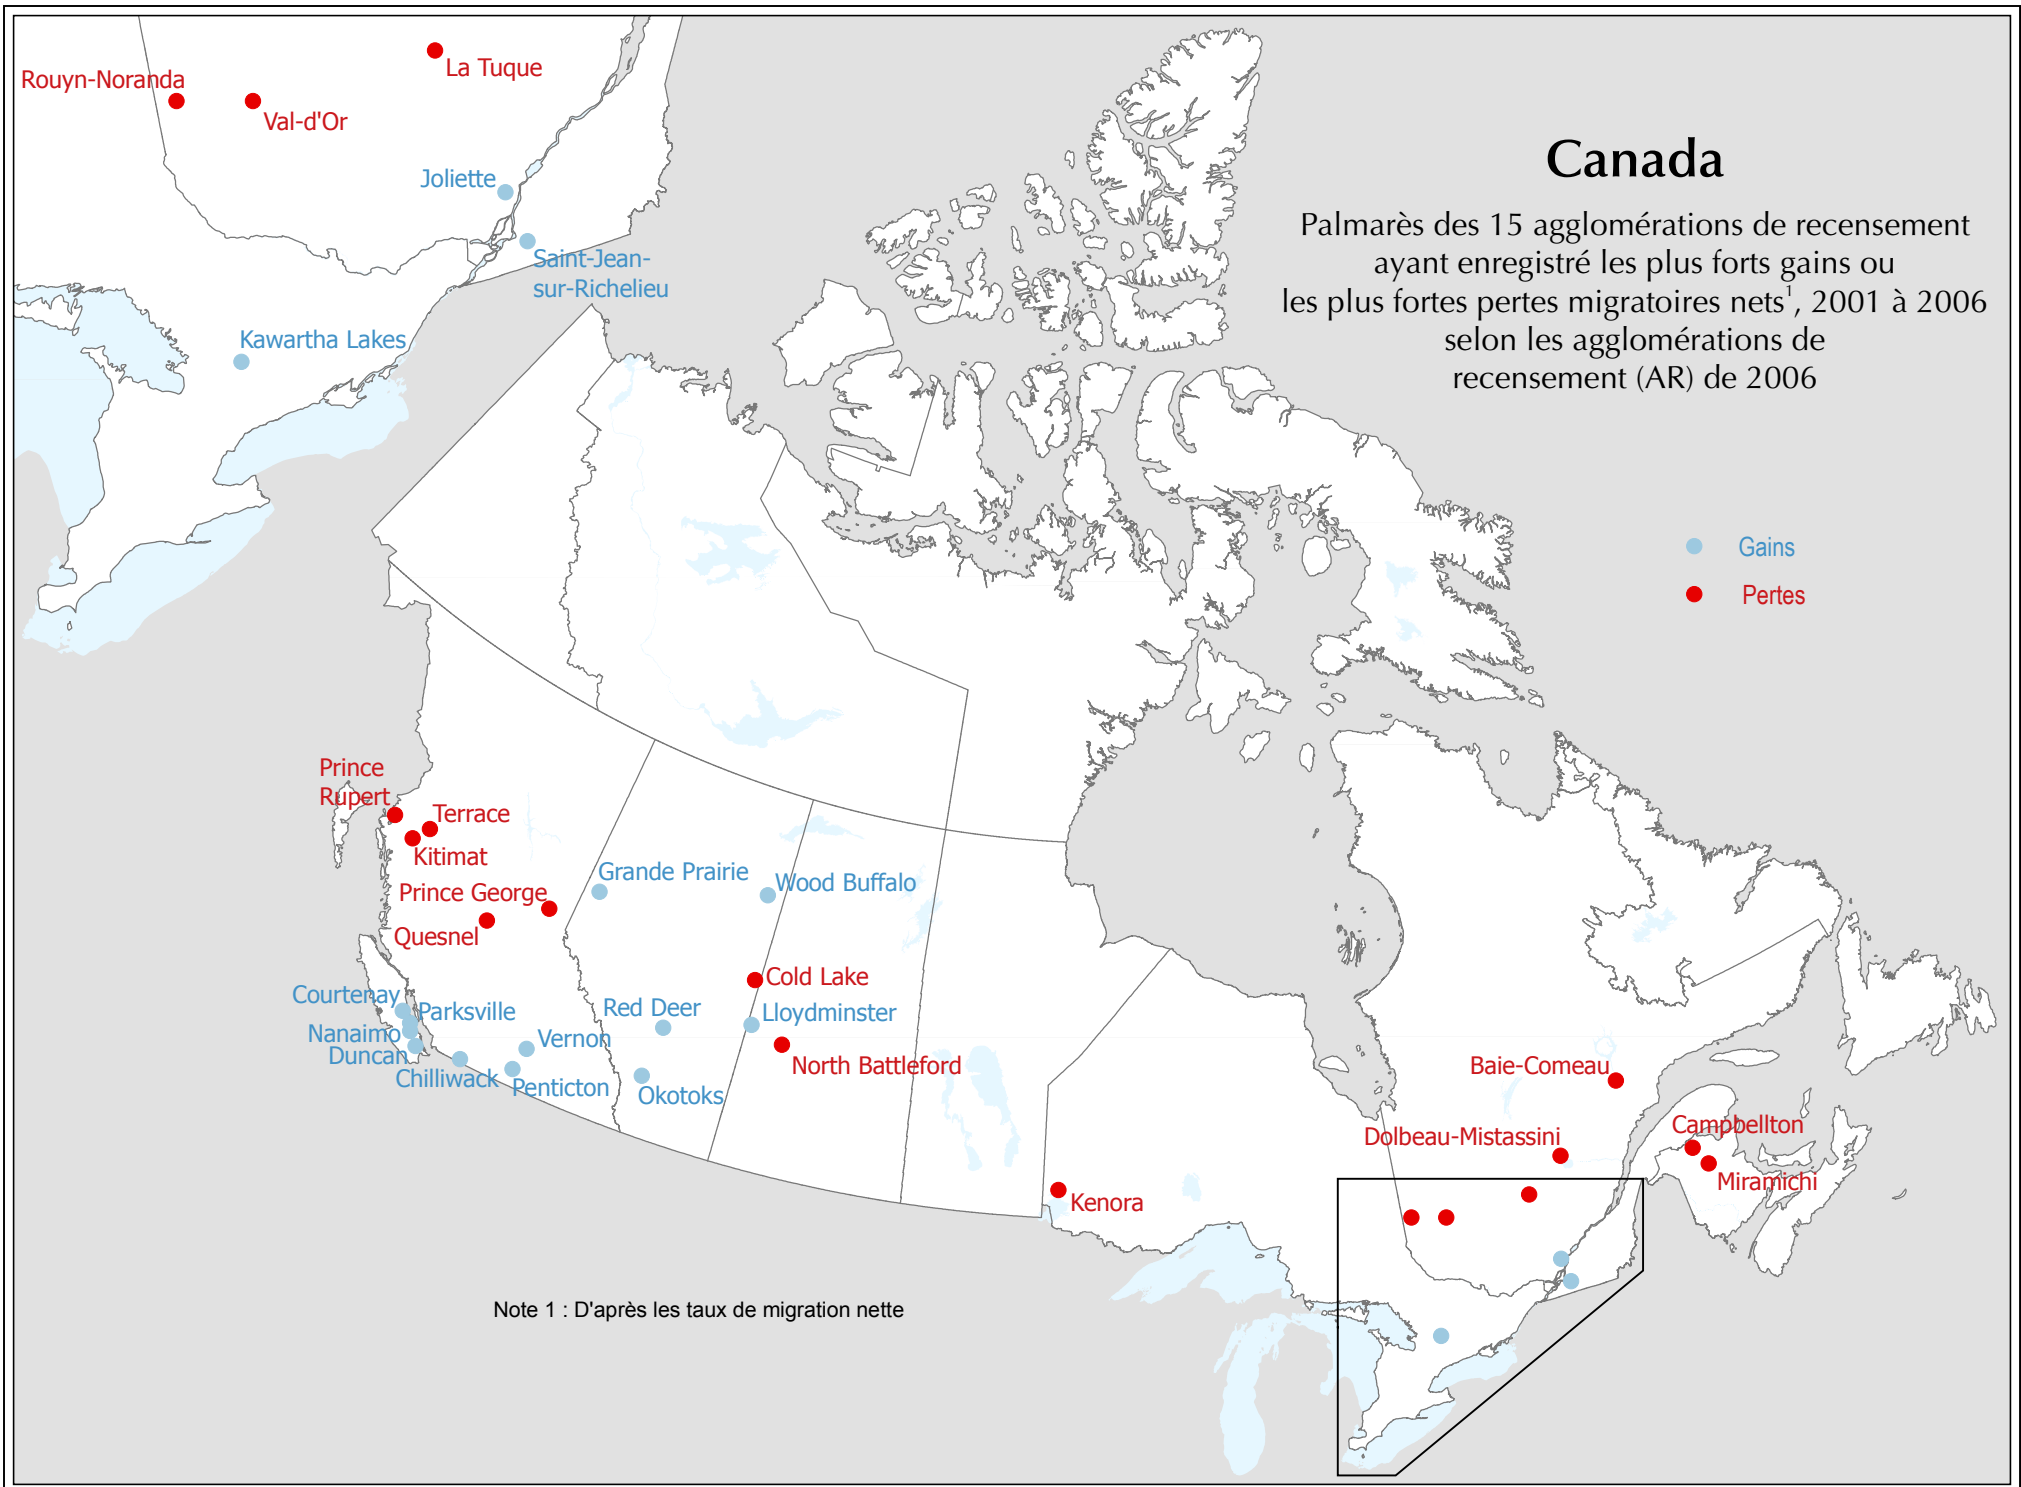 Canada
Palmarès des 15 agglomérations de recensement
ayant enregistré les plus forts gains ou
les plus fortes pertes migratoires nets¹, 2001 à 2006
selon les agglomérations de
recensement (AR) de 2006
Gains
Pertes
La Tuque
Rouyn-Noranda
Val-d'Or
Joliette
Saint-Jean-
sur-Richelieu
Kawartha Lakes
Prince
Rupert
Terrace
Kitimat
Prince George
Quesnel
Grande Prairie
Wood Buffalo
Cold Lake
Courtenay
Parksville
Nanaimo
Duncan
Chilliwack
Vernon
Penticton
Red Deer
Okotoks
Lloydminster
North Battleford
Kenora
Baie-Comeau
Dolbeau-Mistassini
Campbellton
Miramichi
Note 1 : D'après les taux de migration nette